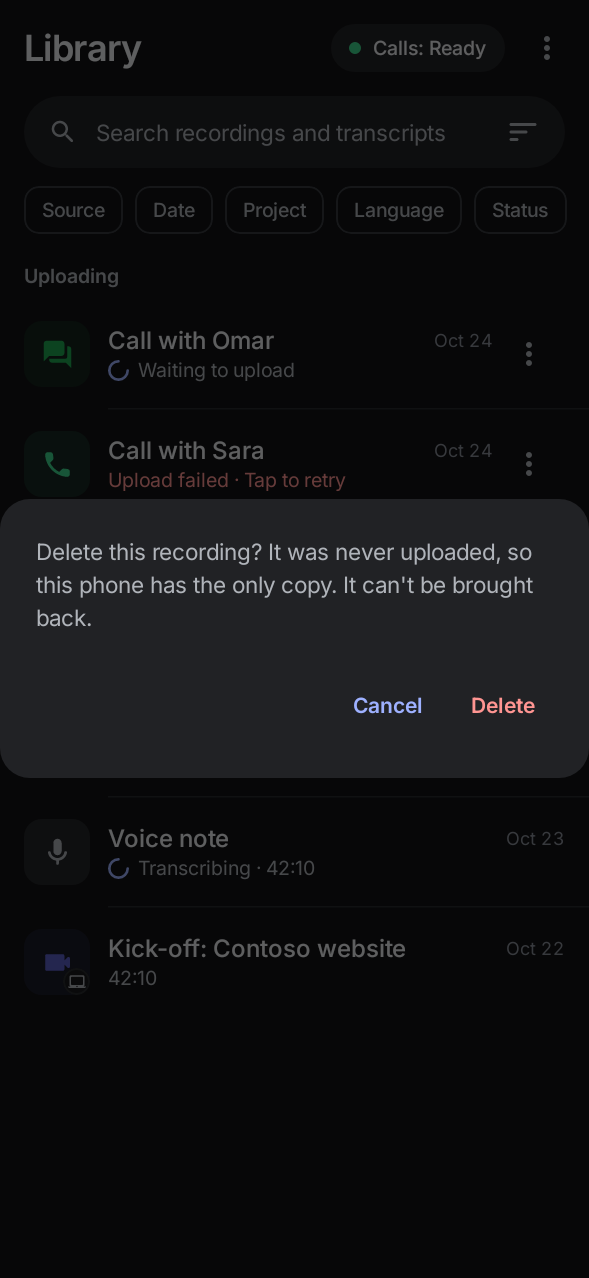 Library
Calls: Ready
Search recordings and transcripts
Source
Date
Project
Language
Status
Uploading
Call with Omar
Oct 24
Waiting to upload
Call with Sara
Oct 24
Upload failed · Tap to retry
Delete this recording? It was never uploaded, so
this phone has the only copy. It can't be brought
back.
Cancel
Delete
Voice note
Oct 23
Transcribing · 42:10
Kick-off: Contoso website
Oct 22
42:10